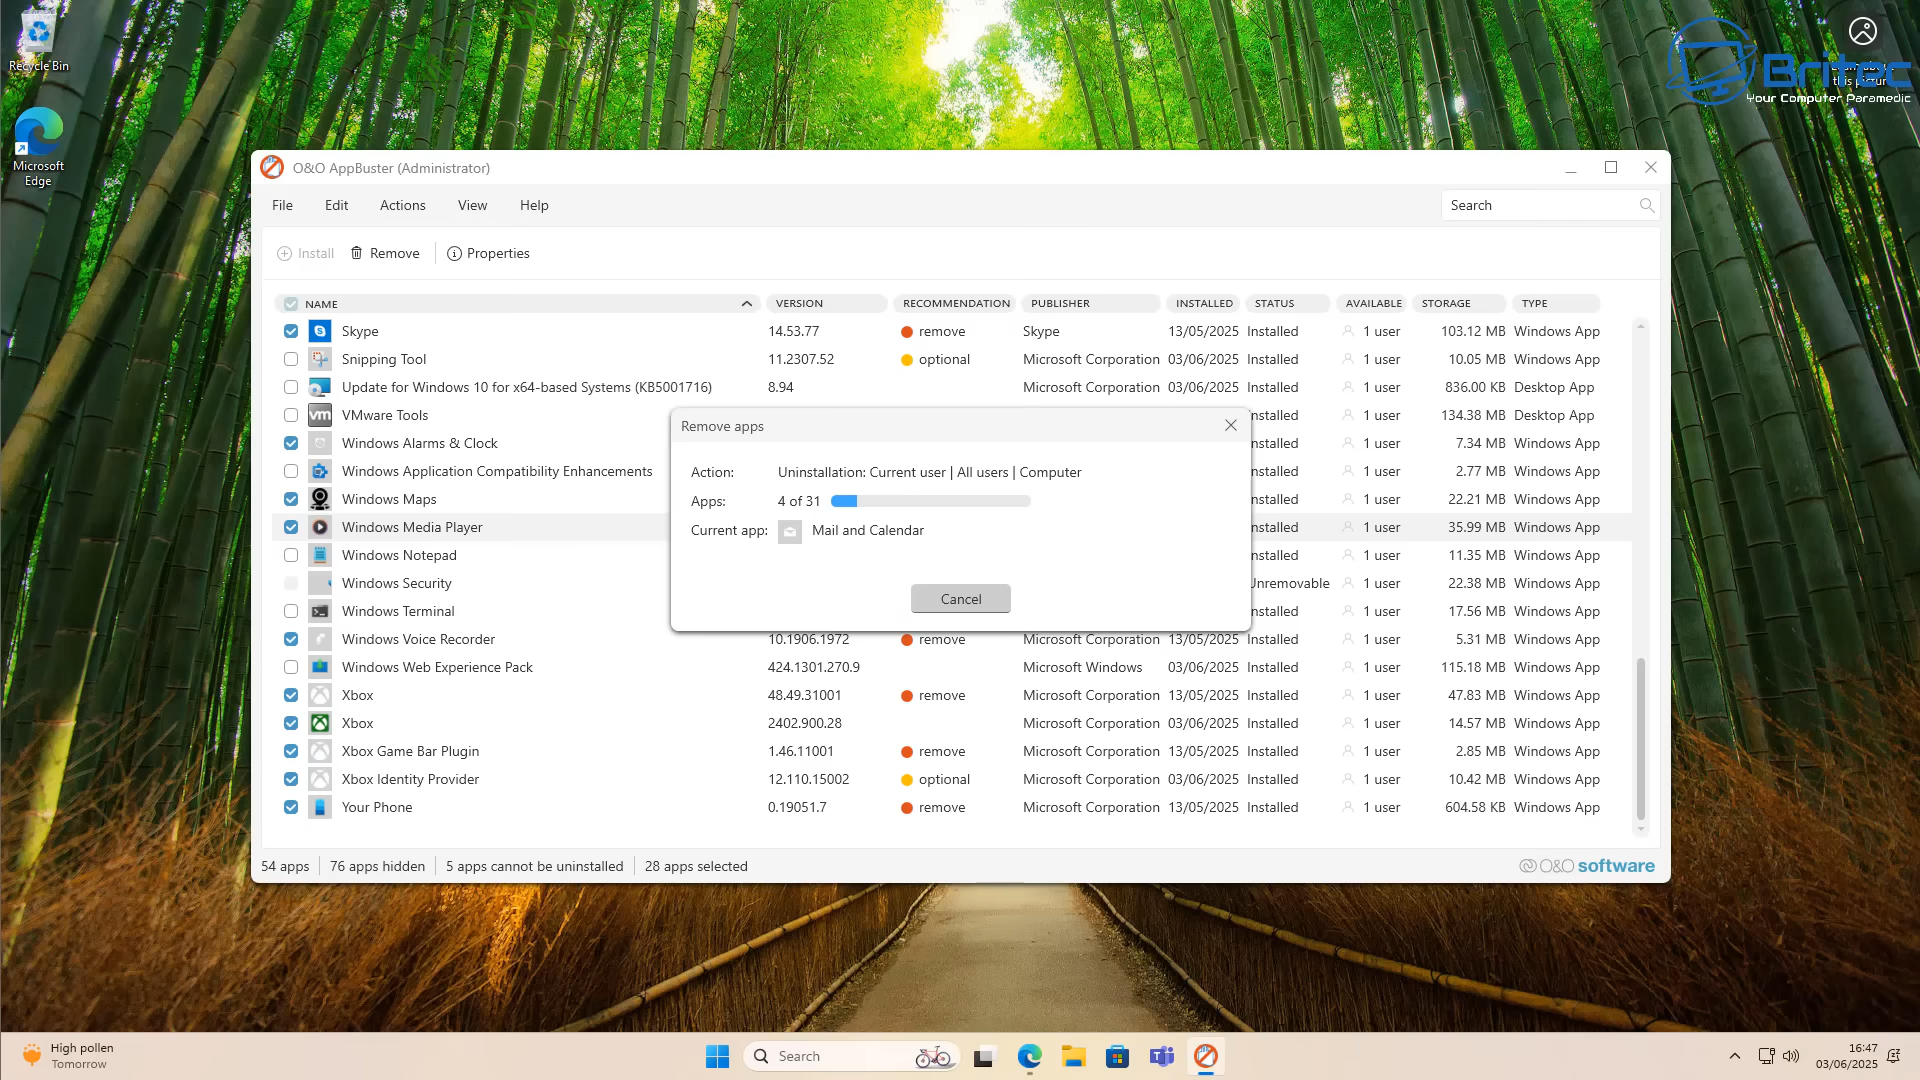 Recycle Bin
Microsoft
Edge
Britec
Your Computer Paramedic
this pictur
O&O AppBuster (Administrator)
File Edit Actions View Help
Search
Install Remove Properties
NAME VERSION RECOMMENDATION PUBLISHER INSTALLED STATUS AVAILABLE STORAGE TYPE
Skype 14.53.77 remove Skype 13/05/2025 Installed 1 user 103.12 MB Windows App
Snipping Tool 11.2307.52 optional Microsoft Corporation 03/06/2025 Installed 1 user 10.05 MB Windows App
Update for Windows 10 for x64-based Systems (KB5001716) 8.94 Microsoft Corporation 03/06/2025 Installed 1 user 836.00 KB Desktop App
VMware Tools nstalled 1 user 134.38 MB Desktop App
Windows Alarms & Clock nstalled 1 user 7.34 MB Windows App
Windows Application Compatibility Enhancements nstalled 1 user 2.77 MB Windows App
Windows Maps nstalled 1 user 22.21 MB Windows App
Windows Media Player nstalled 1 user 35.99 MB Windows App
Windows Notepad nstalled 1 user 11.35 MB Windows App
Windows Security Unremovable 1 user 22.38 MB Windows App
Windows Terminal nstalled 1 user 17.56 MB Windows App
Windows Voice Recorder 10.1906.1972 remove Microsoft Corporation 13/05/2025 Installed 1 user 5.31 MB Windows App
Windows Web Experience Pack 424.1301.270.9 Microsoft Windows 03/06/2025 Installed 1 user 115.18 MB Windows App
Xbox 48.49.31001 remove Microsoft Corporation 13/05/2025 Installed 1 user 47.83 MB Windows App
Xbox 2402.900.28 Microsoft Corporation 03/06/2025 Installed 1 user 14.57 MB Windows App
Xbox Game Bar Plugin 1.46.11001 remove Microsoft Corporation 13/05/2025 Installed 1 user 2.85 MB Windows App
Xbox Identity Provider 12.110.15002 optional Microsoft Corporation 03/06/2025 Installed 1 user 10.42 MB Windows App
Your Phone 0.19051.7 remove Microsoft Corporation 13/05/2025 Installed 1 user 604.58 KB Windows App
Remove apps
Action: Uninstallation: Current user | All users | Computer
Apps: 4 of 31
Current app: Mail and Calendar
Cancel
54 apps 76 apps hidden 5 apps cannot be uninstalled 28 apps selected
O&O software
High pollen
Tomorrow
Search
16:47
03/06/2025